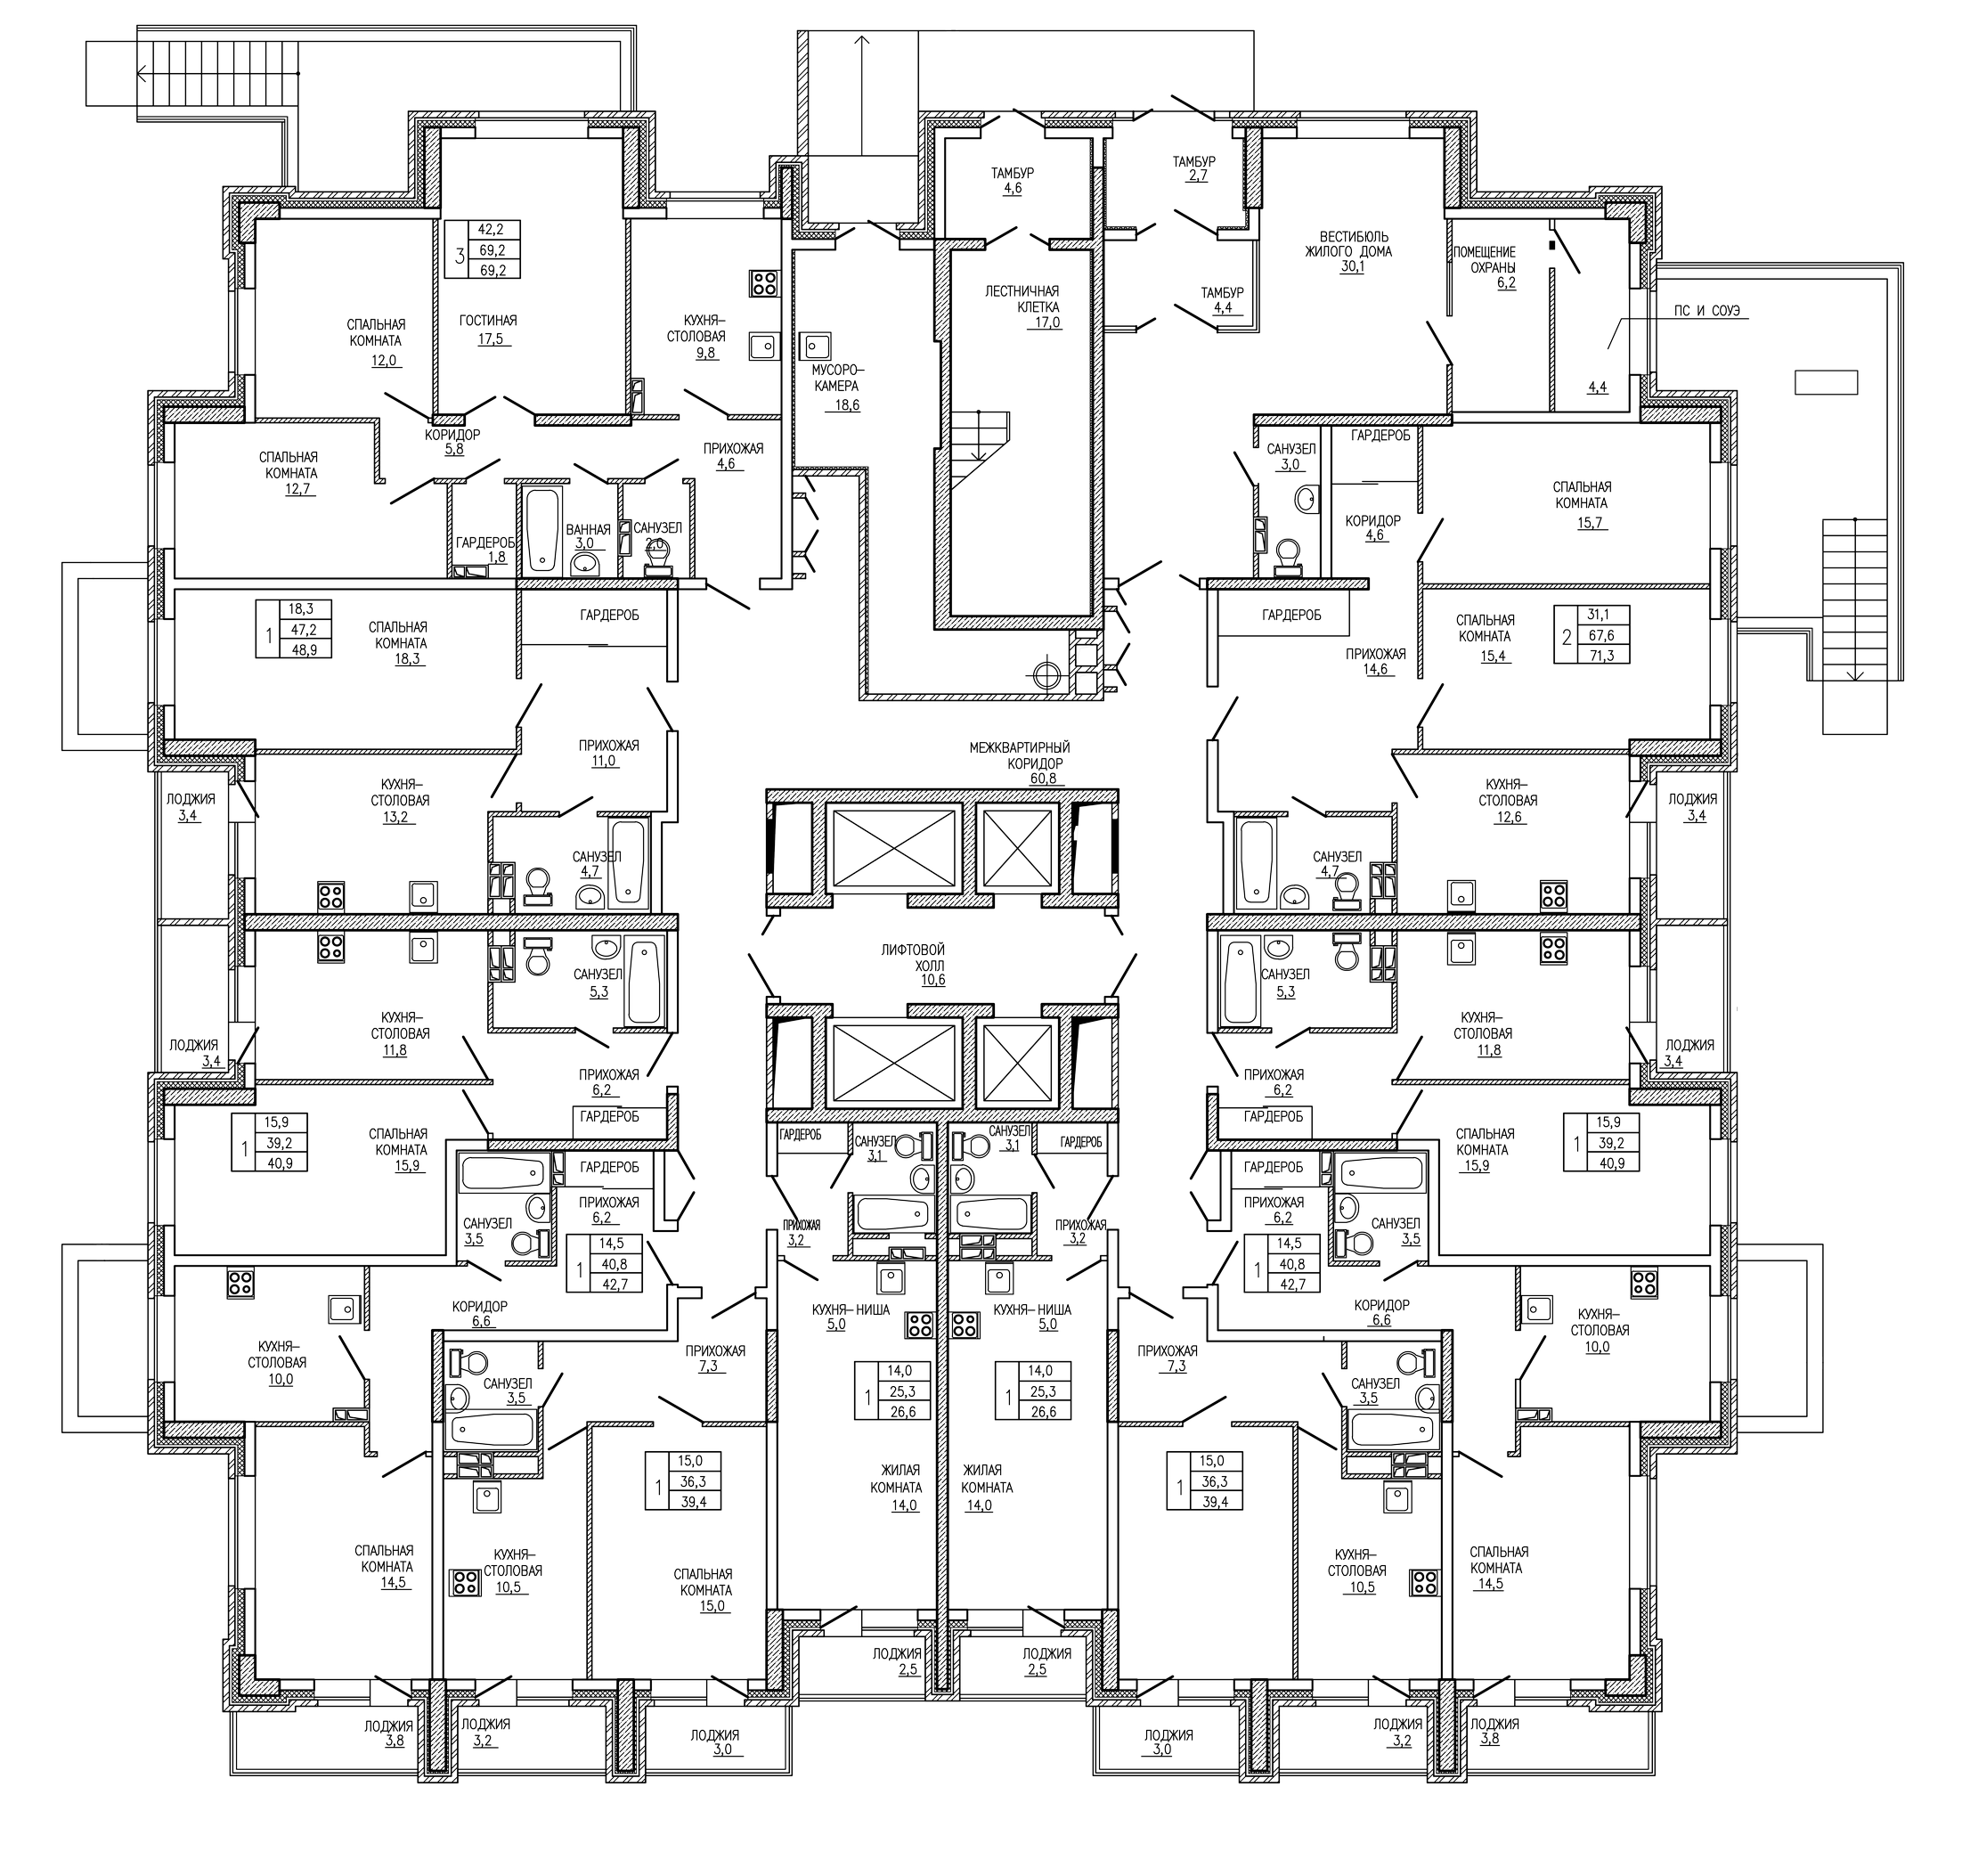 ТАМБУР
4,6
ТАМБУР
2,7
42,2
3
69,2
69,2
ВЕСТИБЮЛЬ
ЖИЛОГО ДОМА
30,1
ПОМЕЩЕНИЕ
ОХРАНЫ
6,2
ЛЕСТНИЧНАЯ
КЛЕТКА
17,0
ТАМБУР
4,4
ПС И СОУЭ
4,4
СПАЛЬНАЯ
КОМНАТА
12,0
ГОСТИНАЯ
17,5
КУХНЯ–
СТОЛОВАЯ
9,8
МУСОРО–
КАМЕРА
18,6
КОРИДОР
5,8
ПРИХОЖАЯ
4,6
СПАЛЬНАЯ
КОМНАТА
12,7
ГАРДЕРОБ
1,8
ВАННАЯ
3,0
САНУЗЕЛ
2,0
САНУЗЕЛ
3,0
ГАРДЕРОБ
КОРИДОР
4,6
СПАЛЬНАЯ
КОМНАТА
15,7
18,3
1
47,2
48,9
СПАЛЬНАЯ
КОМНАТА
18,3
ГАРДЕРОБ
ГАРДЕРОБ
ПРИХОЖАЯ
14,6
СПАЛЬНАЯ
КОМНАТА
15,4
31,1
2
67,6
71,3
ПРИХОЖАЯ
11,0
МЕЖКВАРТИРНЫЙ
КОРИДОР
60,8
ЛОДЖИЯ
3,4
КУХНЯ–
СТОЛОВАЯ
13,2
САНУЗЕЛ
4,7
САНУЗЕЛ
4,7
КУХНЯ–
СТОЛОВАЯ
12,6
ЛОДЖИЯ
3,4
ЛИФТОВОЙ
ХОЛЛ
10,6
САНУЗЕЛ
5,3
САНУЗЕЛ
5,3
ЛОДЖИЯ
3,4
КУХНЯ–
СТОЛОВАЯ
11,8
ПРИХОЖАЯ
6,2
ГАРДЕРОБ
ПРИХОЖАЯ
6,2
ГАРДЕРОБ
КУХНЯ–
СТОЛОВАЯ
11,8
ЛОДЖИЯ
3,4
15,9
1
39,2
40,9
СПАЛЬНАЯ
КОМНАТА
15,9
ГАРДЕРОБ
САНУЗЕЛ
3,1
САНУЗЕЛ
3,1
ГАРДЕРОБ
СПАЛЬНАЯ
КОМНАТА
15,9
15,9
1
39,2
40,9
ГАРДЕРОБ
ПРИХОЖАЯ
6,2
САНУЗЕЛ
3,5
ПРИХОЖАЯ
3,2
ПРИХОЖАЯ
3,2
ГАРДЕРОБ
ПРИХОЖАЯ
6,2
САНУЗЕЛ
3,5
14,5
1
40,8
42,7
14,5
1
40,8
42,7
КОРИДОР
6,6
КУХНЯ–НИША
5,0
КУХНЯ–НИША
5,0
КОРИДОР
6,6
КУХНЯ–
СТОЛОВАЯ
10,0
ПРИХОЖАЯ
7,3
ПРИХОЖАЯ
7,3
КУХНЯ–
СТОЛОВАЯ
10,0
САНУЗЕЛ
3,5
14,0
1
25,3
26,6
14,0
1
25,3
26,6
САНУЗЕЛ
3,5
15,0
1
36,3
39,4
ЖИЛАЯ
КОМНАТА
14,0
ЖИЛАЯ
КОМНАТА
14,0
15,0
1
36,3
39,4
СПАЛЬНАЯ
КОМНАТА
14,5
КУХНЯ–
СТОЛОВАЯ
10,5
СПАЛЬНАЯ
КОМНАТА
15,0
КУХНЯ–
СТОЛОВАЯ
10,5
СПАЛЬНАЯ
КОМНАТА
14,5
ЛОДЖИЯ
2,5
ЛОДЖИЯ
2,5
ЛОДЖИЯ
3,8
ЛОДЖИЯ
3,2
ЛОДЖИЯ
3,0
ЛОДЖИЯ
3,0
ЛОДЖИЯ
3,2
ЛОДЖИЯ
3,8